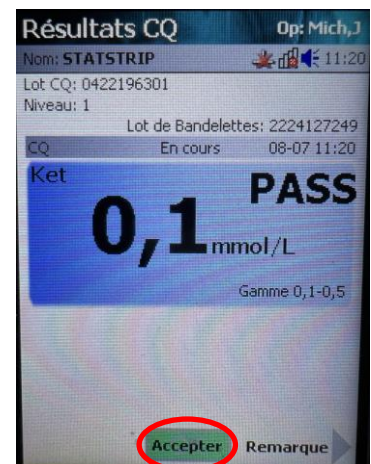 Résultats CQ Op: Mich,J
Nom: STATSTRIP 11:20
Lot CQ: 0422196301
Niveau: 1
Lot de Bandelettes: 2224127249
CQ En cours 08-07 11:20
Ket PASS
0,1 mmol/L
Gamme 0,1-0,5
Accepter Remarque